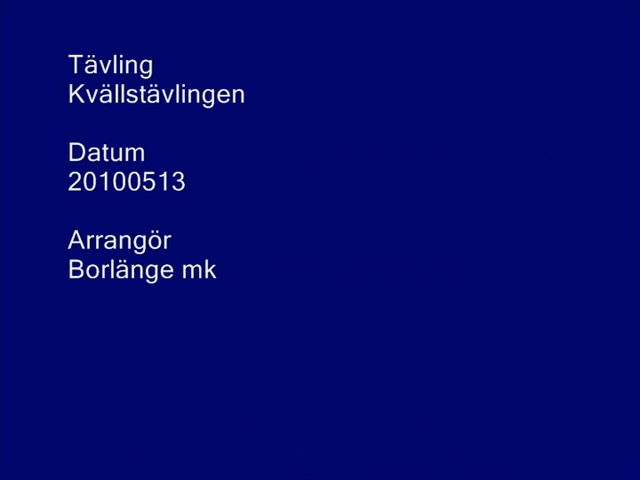 Tävling
Kvällstävlingen
Datum
20100513
Arrangör
Borlänge mk